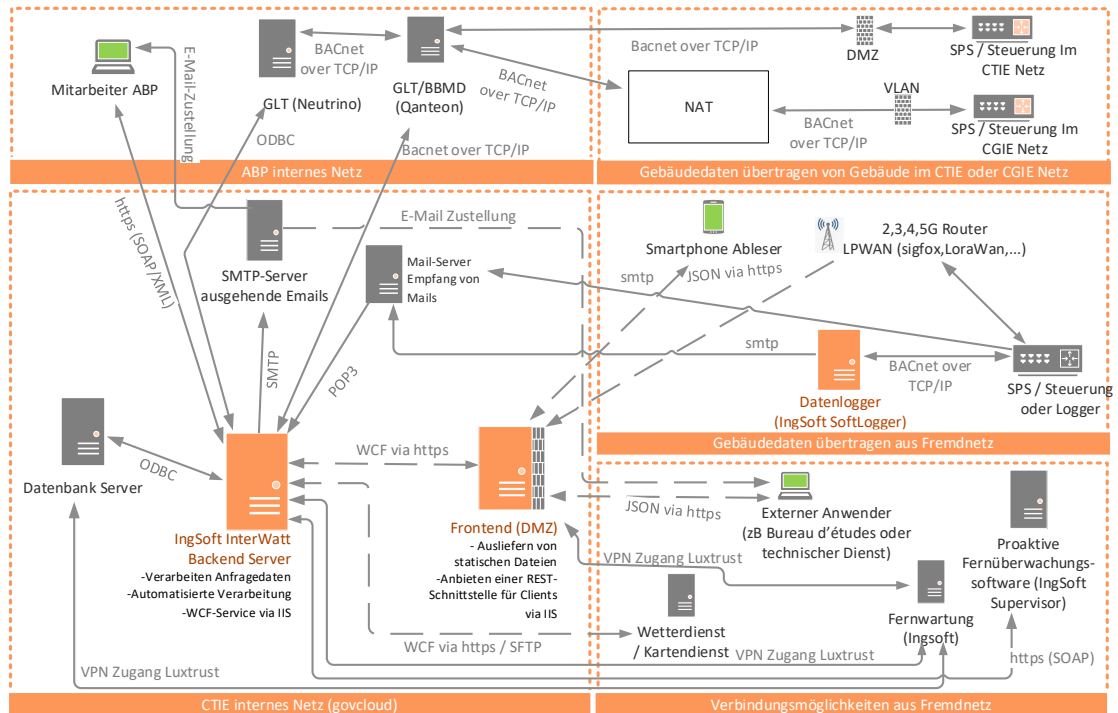 Mitarbeiter ABP
E-Mail-Zustellung
BACnet
over TCP/IP
GLT (Neutrino)
GLT/BBMD
(Qanteon)
ODBC
Bacnet over TCP/IP
https (SOAP/XML)
ABP internes Netz
Bacnet over TCP/IP
BACnet
over TCP/IP
DMZ
SPS / Steuerung Im
CTIE Netz
NAT
VLAN
BACnet
over TCP/IP
SPS / Steuerung Im
CGIE Netz
Gebäudedaten übertragen von Gebäude im CTIE oder CGIE Netz
SMTP-Server
ausgehende Emails
E-Mail Zustellung
Mail-Server
Empfang von
Mails
SMTP
POP3
Datenbank Server
ODBC
WCF via https
IngSoft InterWatt
Backend Server
-Verarbeiten Anfragedaten
-Automatisierte Verarbeitung
-WCF-Service via IIS
Frontend (DMZ)
- Ausliefern von
statischen Dateien
-Anbieten einer REST-
Schnittstelle für Clients
via IIS
WCF via https / SFTP
VPN Zugang Luxtrust
CTIE internes Netz (govcloud)
Smartphone Ableser
2,3,4,5G Router
LPWAN (sigfox,LoraWan,...)
smtp
JSON via https
smtp
BACnet over
TCP/IP
Datenlogger
(IngSoft SoftLogger)
SPS / Steuerung
oder Logger
Gebäudedaten übertragen aus Fremdnetz
JSON via https
Externer Anwender
(zB Bureau d'études oder
technischer Dienst)
Proaktive
Fernüberwachungs-
software (IngSoft
Supervisor)
VPN Zugang Luxtrust
Fernwartung
(Ingsoft)
Wetterdienst
/ Kartendienst
VPN Zugang Luxtrust
https (SOAP)
Verbindungsmöglichkeiten aus Fremdnetz